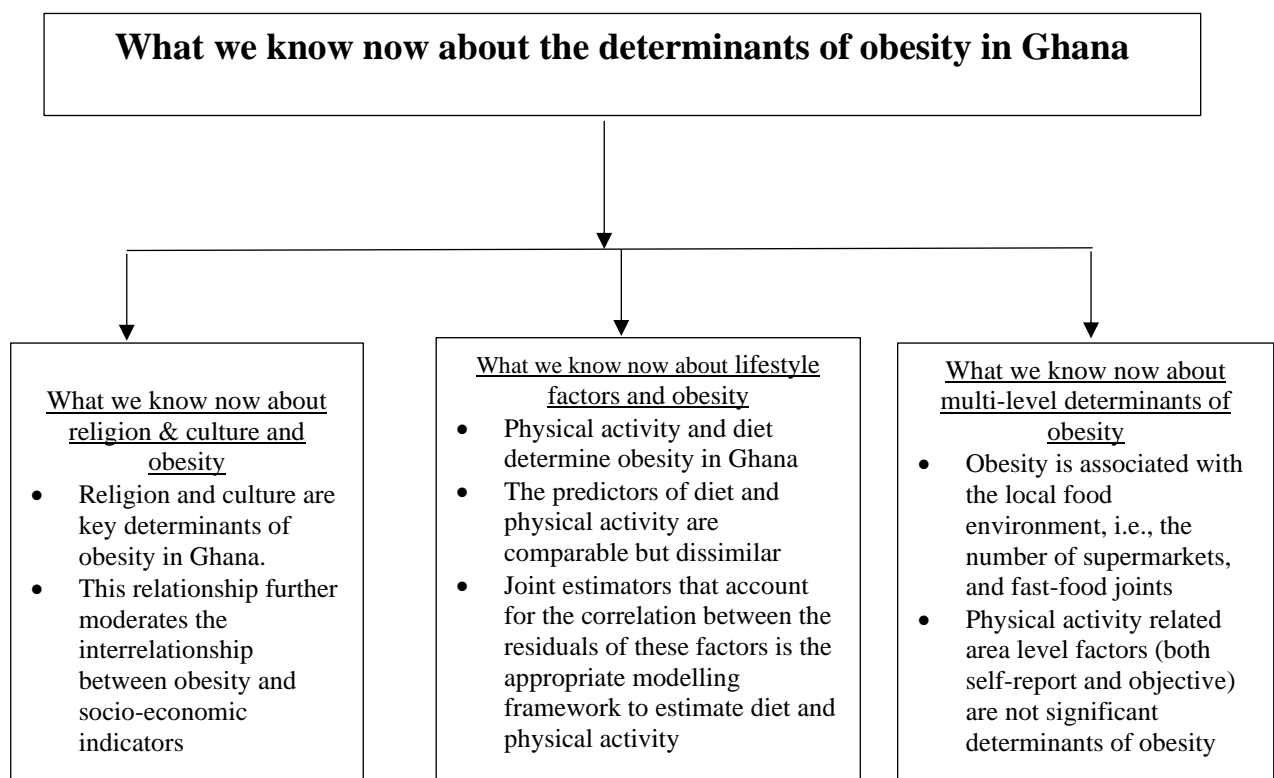 What we know now about the determinants of obesity in Ghana
What we know now about
religion & culture and
obesity
• Religion and culture are
key determinants of
obesity in Ghana.
• This relationship further
moderates the
interrelationship
between obesity and
socio-economic
indicators
What we know now about lifestyle
factors and obesity
• Physical activity and diet
determine obesity in Ghana
• The predictors of diet and
physical activity are
comparable but dissimilar
• Joint estimators that account
for the correlation between
the residuals of these factors is the
appropriate modelling
framework to estimate diet and
physical activity
What we know now about
multi-level determinants of
obesity
• Obesity is associated with
the local food
environment, i.e., the
number of supermarkets,
and fast-food joints
• Physical activity related
area level factors (both
self-report and objective)
are not significant
determinants of obesity